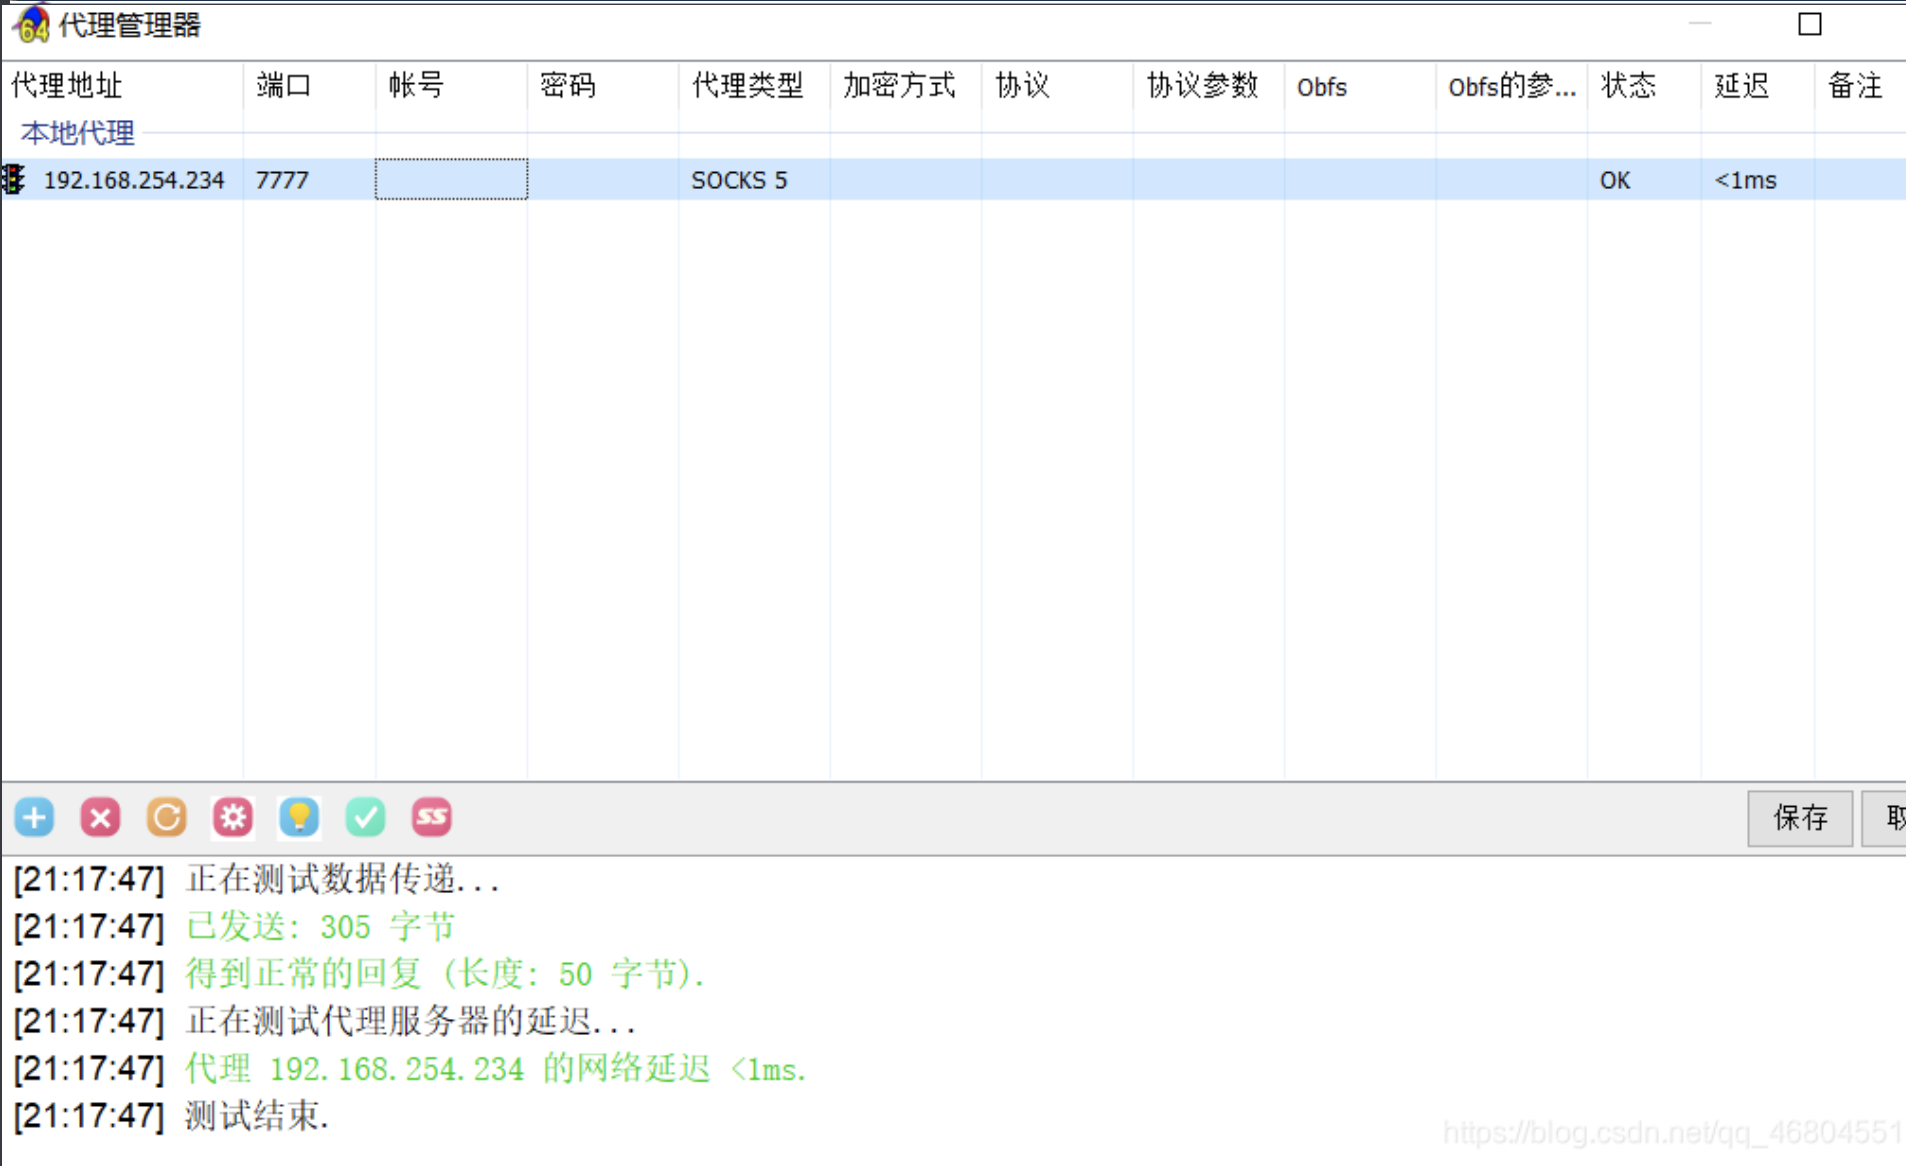 代理管理器
代理地址 端口 帐号 密码 代理类型 加密方式 协议 协议参数 Obfs Obfs的参... 状态 延迟 备注
本地代理
192.168.254.234 7777 SOCKS 5 OK <1ms
保存 取
[21:17:47] 正在测试数据传递...
[21:17:47] 已发送: 305 字节
[21:17:47] 得到正常的回复 (长度: 50 字节).
[21:17:47] 正在测试代理服务器的延迟...
[21:17:47] 代理 192.168.254.234 的网络延迟 <1ms.
[21:17:47] 测试结束.
https://blog.csdn.net/qq_46804551